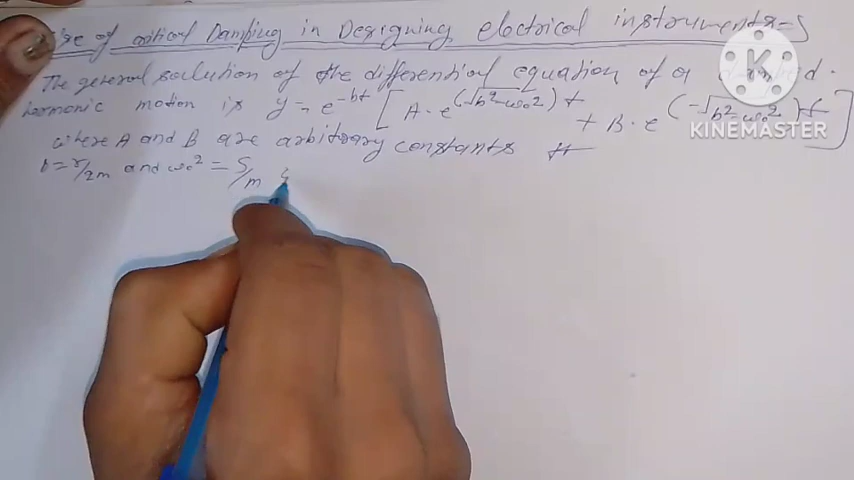 use of critical Damping in Designing electrical instruments:-
The general solution of the differential equation of a damped
harmonic motion is y = e^-bt [A.e^(√b²-ω₀²)t + B.e^(-√b²-ω₀²)t]
where A and B are arbitrary constants
b = r/2m and ω₀² = S/m
KINEMASTER